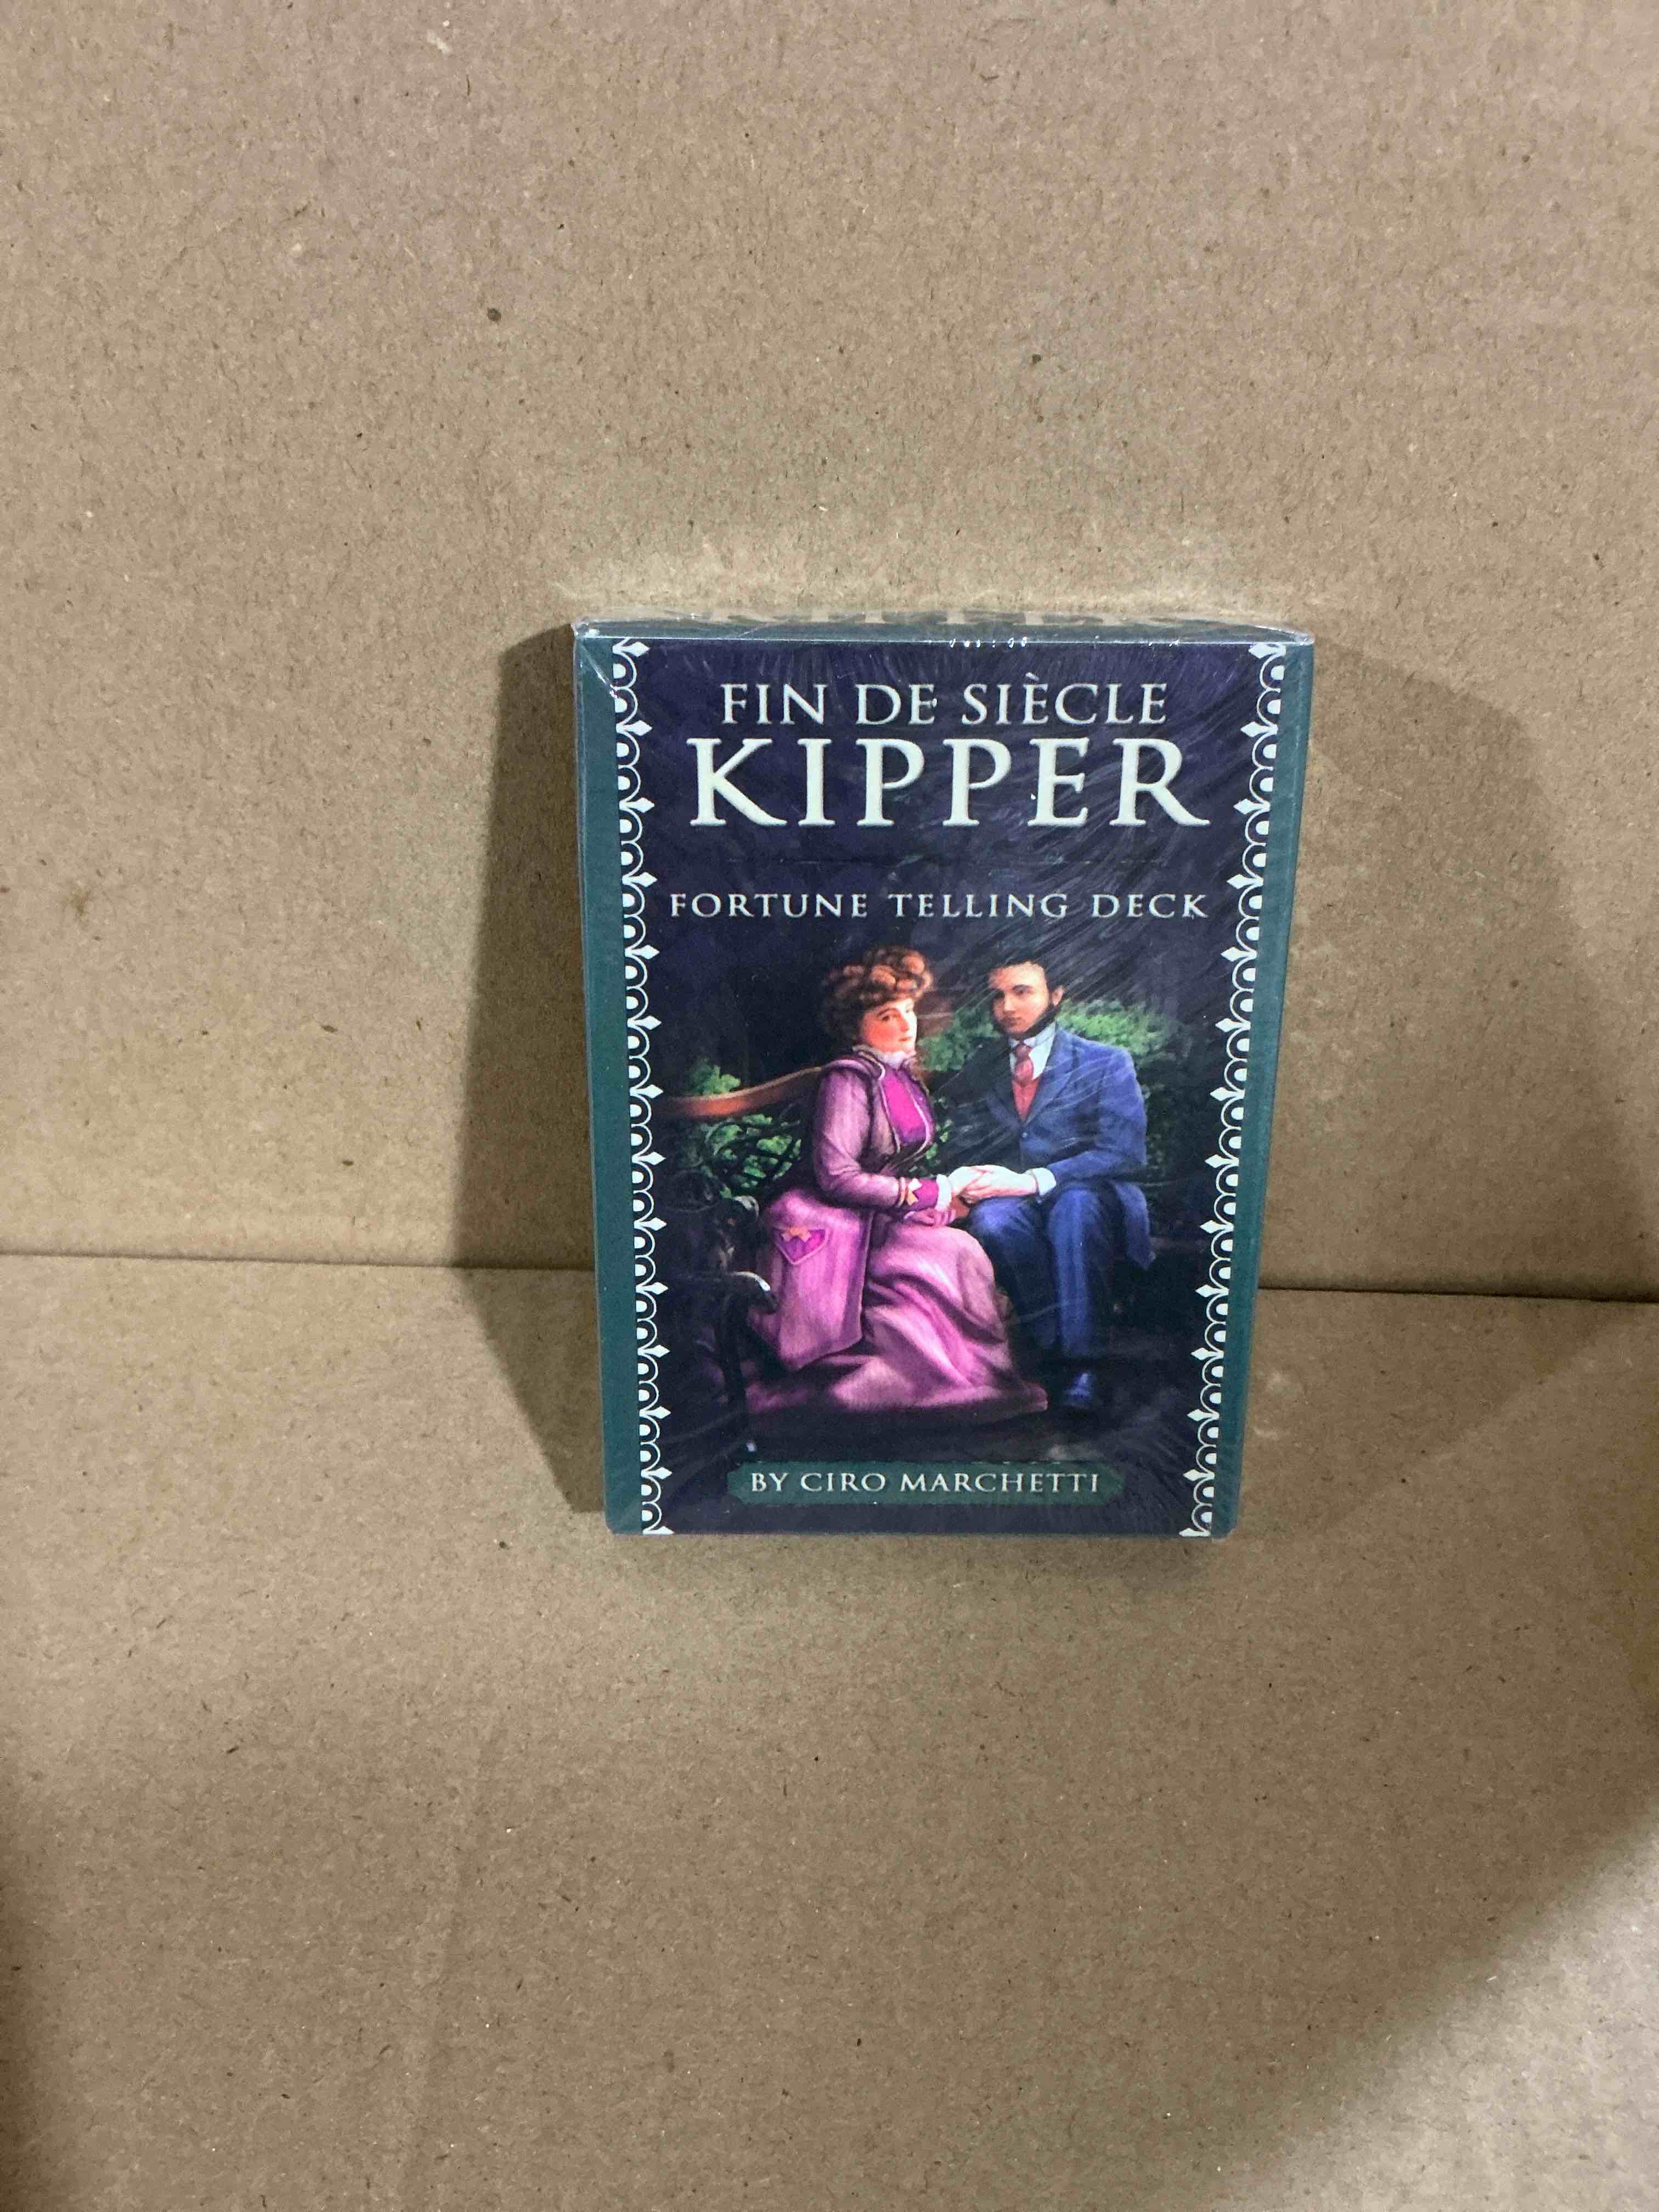 FIN DE SIÈCLE
KIPPER
FORTUNE TELLING DECK
BY CIRO MARCHETTI